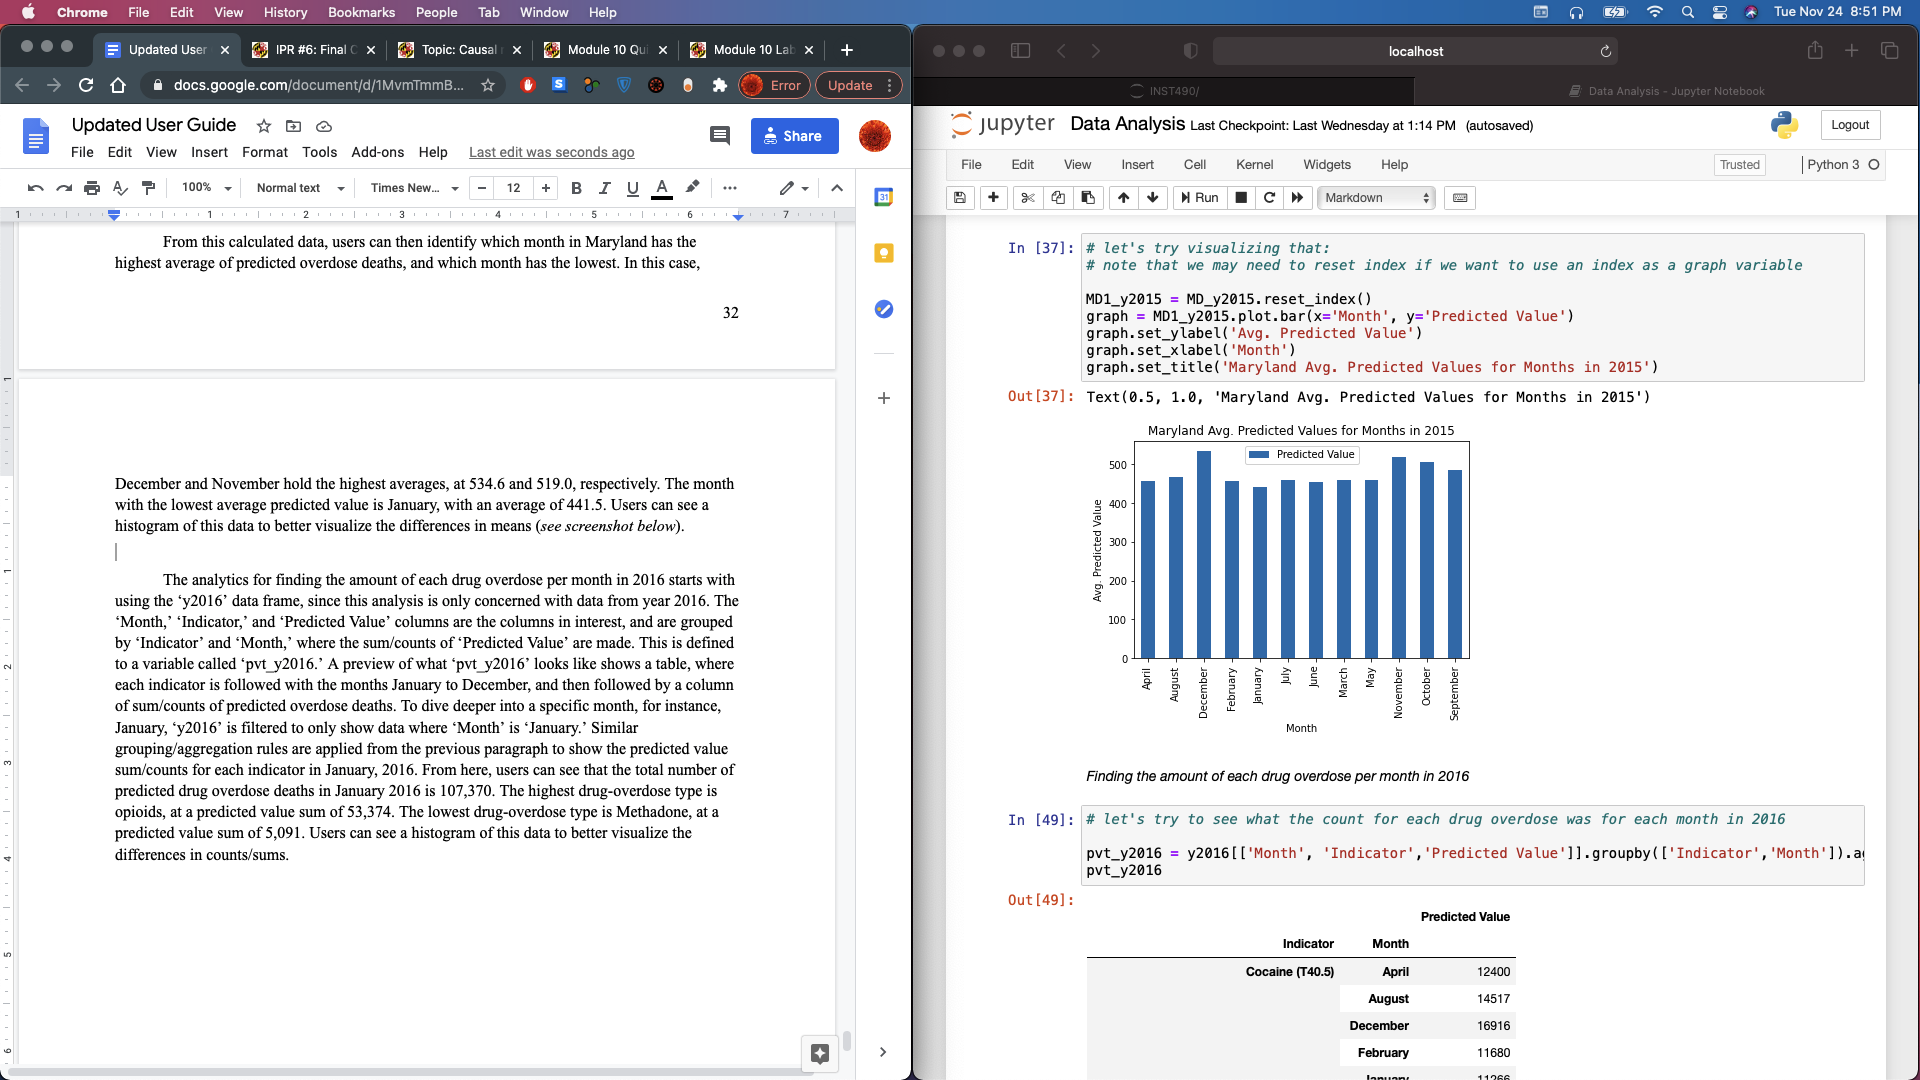 Chrome File Edit View History Bookmarks People Tab Window Help
Tue Nov 24 8:51 PM
Updated User
IPR #6: Final C
Topic: Causal
Module 10 Qui
Module 10 Lab
docs.google.com/document/d/1MvmTmmB...
Error
Update
Updated User Guide
File Edit View Insert Format Tools Add-ons Help
Last edit was seconds ago
Share
100%
Normal text
Times New...
12
B I U A
1 1 2 3 4 5 6 7
From this calculated data, users can then identify which month in Maryland has the
highest average of predicted overdose deaths, and which month has the lowest. In this case,
32
December and November hold the highest averages, at 534.6 and 519.0, respectively. The month
with the lowest average predicted value is January, with an average of 441.5. Users can see a
histogram of this data to better visualize the differences in means (see screenshot below).
The analytics for finding the amount of each drug overdose per month in 2016 starts with
using the ‘y2016’ data frame, since this analysis is only concerned with data from year 2016. The
‘Month,’ ‘Indicator,’ and ‘Predicted Value’ columns are the columns in interest, and are grouped
by ‘Indicator’ and ‘Month,’ where the sum/counts of ‘Predicted Value’ are made. This is defined
to a variable called ‘pvt_y2016.’ A preview of what ‘pvt_y2016’ looks like shows a table, where
each indicator is followed with the months January to December, and then followed by a column
of sum/counts of predicted overdose deaths. To dive deeper into a specific month, for instance,
January, ‘y2016’ is filtered to only show data where ‘Month’ is ‘January.’ Similar
grouping/aggregation rules are applied from the previous paragraph to show the predicted value
sum/counts for each indicator in January, 2016. From here, users can see that the total number of
predicted drug overdose deaths in January 2016 is 107,370. The highest drug-overdose type is
opioids, at a predicted value sum of 53,374. The lowest drug-overdose type is Methadone, at a
predicted value sum of 5,091. Users can see a histogram of this data to better visualize the
differences in counts/sums.
31
localhost
INST490/
Data Analysis - Jupyter Notebook
jupyter Data Analysis Last Checkpoint: Last Wednesday at 1:14 PM (autosaved)
Logout
File Edit View Insert Cell Kernel Widgets Help
Trusted
Python 3
Run
Markdown
In [37]: # let's try visualizing that:
# note that we may need to reset index if we want to use an index as a graph variable
MD1_y2015 = MD_y2015.reset_index()
graph = MD1_y2015.plot.bar(x='Month', y='Predicted Value')
graph.set_ylabel('Avg. Predicted Value')
graph.set_xlabel('Month')
graph.set_title('Maryland Avg. Predicted Values for Months in 2015')
Out[37]: Text(0.5, 1.0, 'Maryland Avg. Predicted Values for Months in 2015')
Maryland Avg. Predicted Values for Months in 2015
Predicted Value
Avg. Predicted Value
500
400
300
200
100
0
April
August
December
February
January
July
June
March
May
November
October
September
Month
Finding the amount of each drug overdose per month in 2016
In [49]: # let's try to see what the count for each drug overdose was for each month in 2016
pvt_y2016 = y2016[['Month', 'Indicator','Predicted Value']].groupby(['Indicator','Month']).a
pvt_y2016
Out[49]:
Predicted Value
Indicator Month
Cocaine (T40.5) April 12400
August 14517
December 16916
February 11680
January 11266